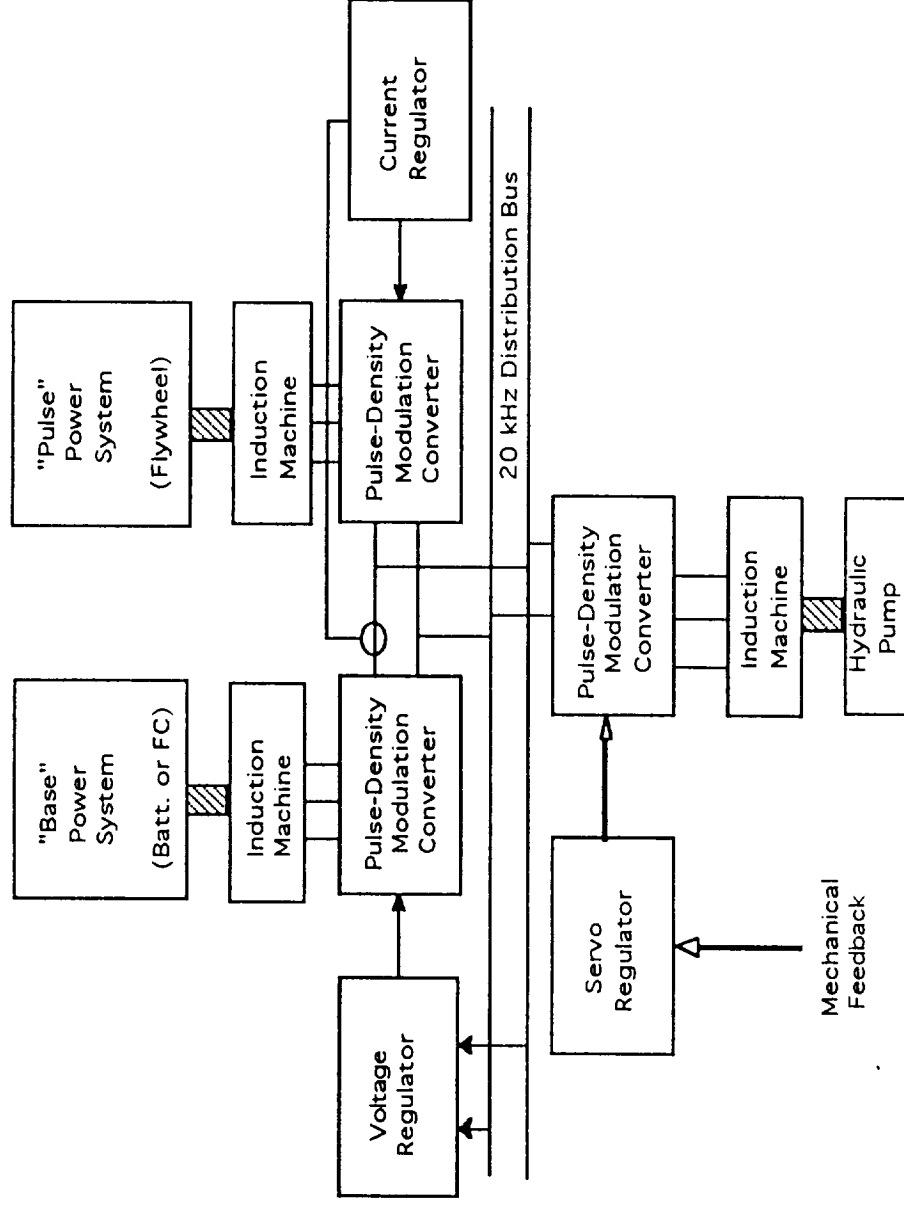 "Base"
Power
System
(Batt. or FC)
"Pulse"
Power
System
(Flywheel)
Induction
Machine
Induction
Machine
Voltage
Regulator
Pulse-Density
Modulation
Converter
Pulse-Density
Modulation
Converter
Current
Regulator
20 kHz Distribution Bus
Servo
Regulator
Pulse-Density
Modulation
Converter
Induction
Machine
Mechanical
Feedback
Hydraulic
Pump